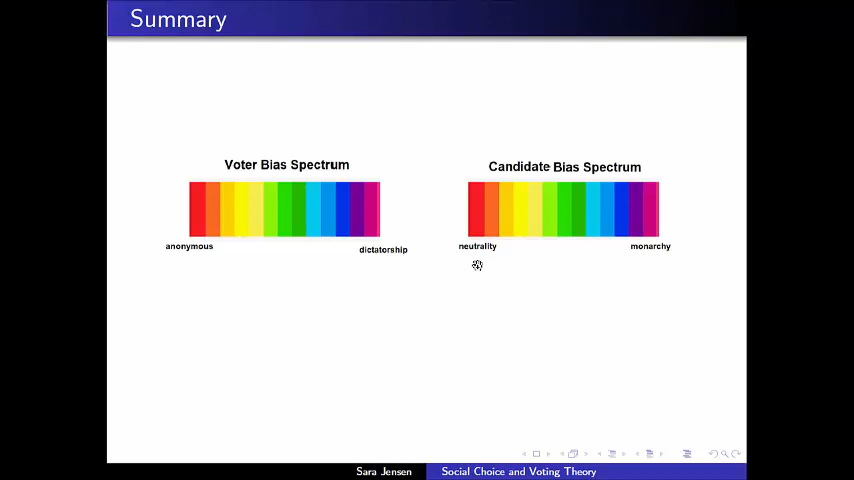 Summary
Voter Bias Spectrum
anonymous
dictatorship
Candidate Bias Spectrum
neutrality
monarchy
Sara Jensen
Social Choice and Voting Theory